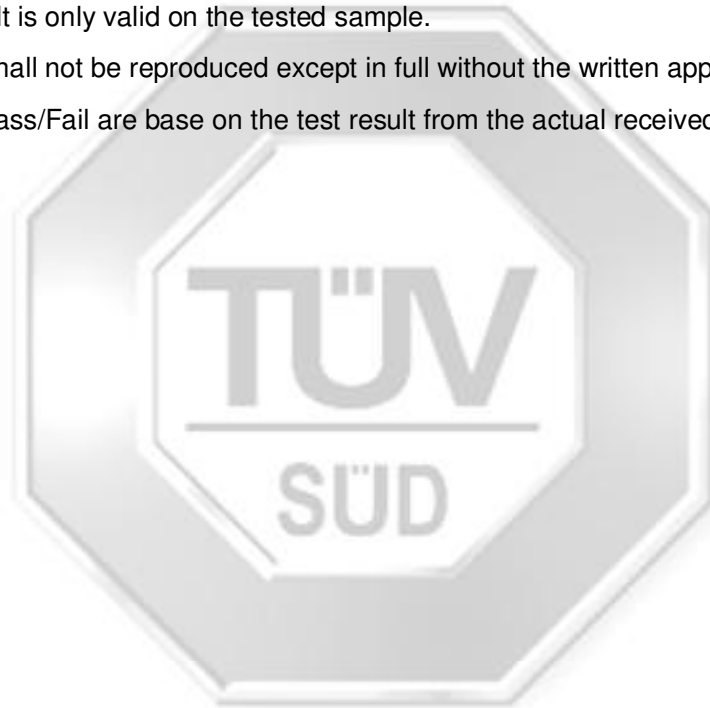 It is only valid on the tested sample.
hall not be reproduced except in full without the written app
ass/Fail are base on the test result from the actual received
TÜV
SÜD